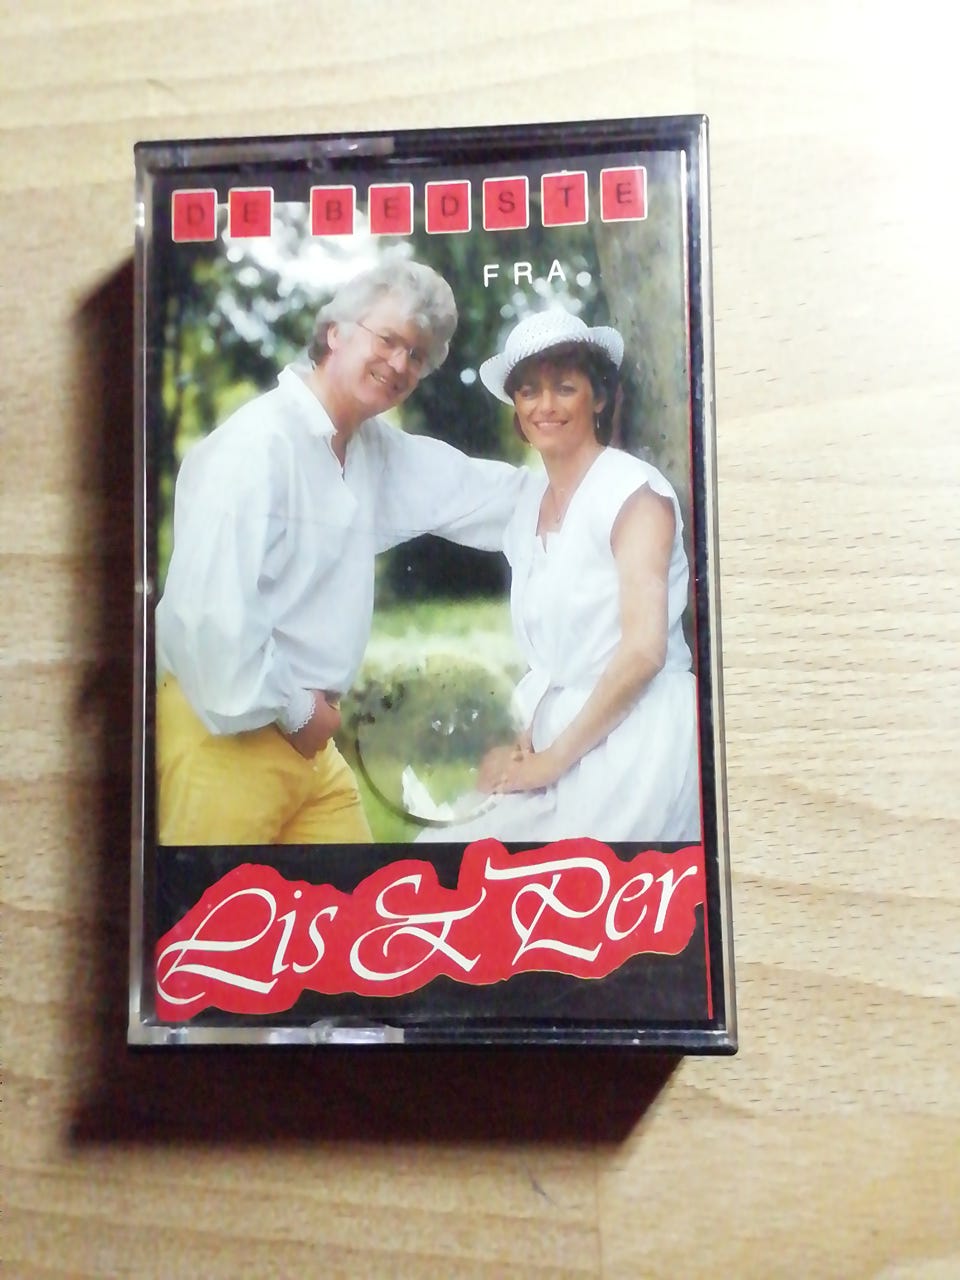 DE BEDSTE
FRA
Lis & Per